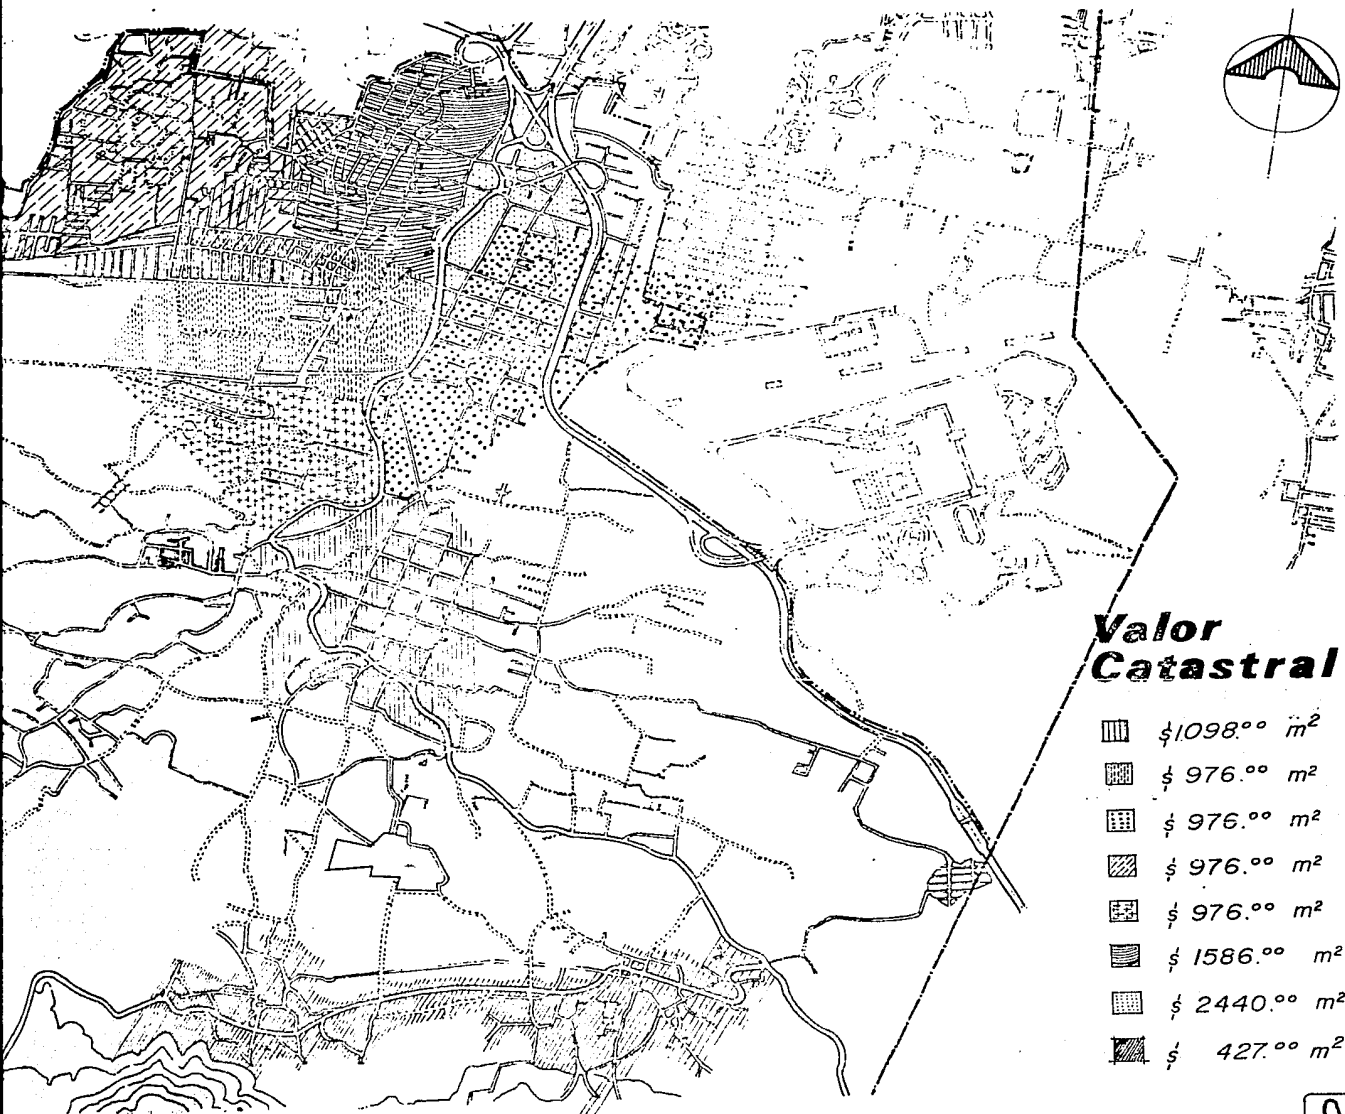 Valor
Catastral
$1098.ºº m²
$ 976.ºº m²
$ 976.ºº m²
$ 976.ºº m²
$ 976.ºº m²
$ 1586.ºº m²
$ 2440.ºº m²
$ 427.ºº m²